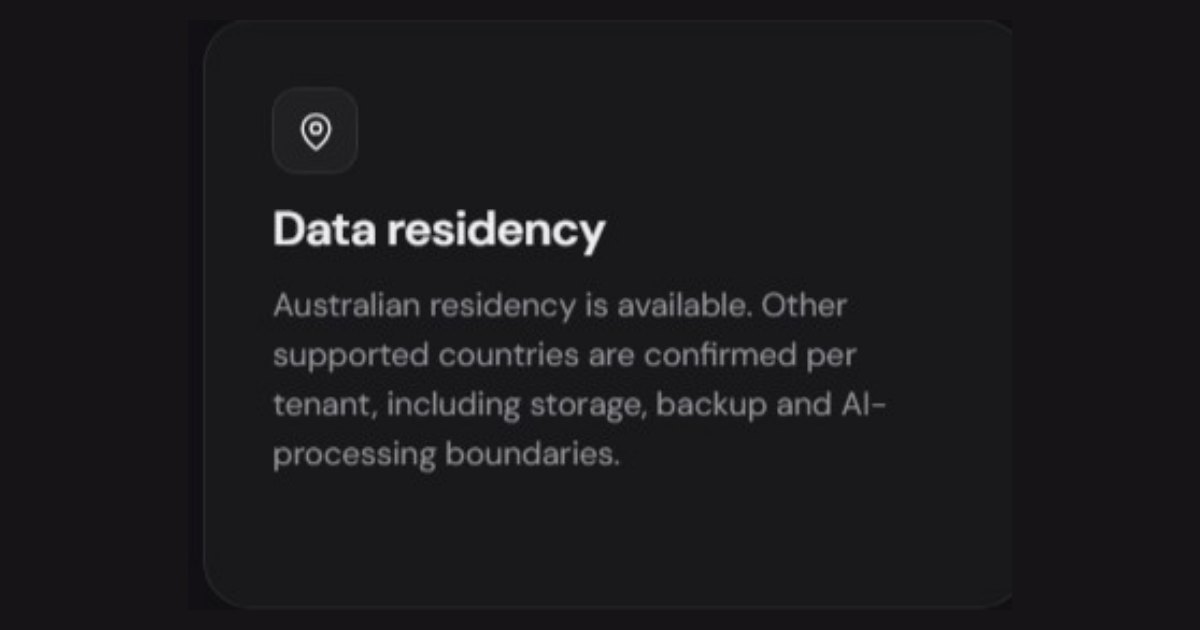 Data residency
Australian residency is available. Other
supported countries are confirmed per
tenant, including storage, backup and AI-
processing boundaries.